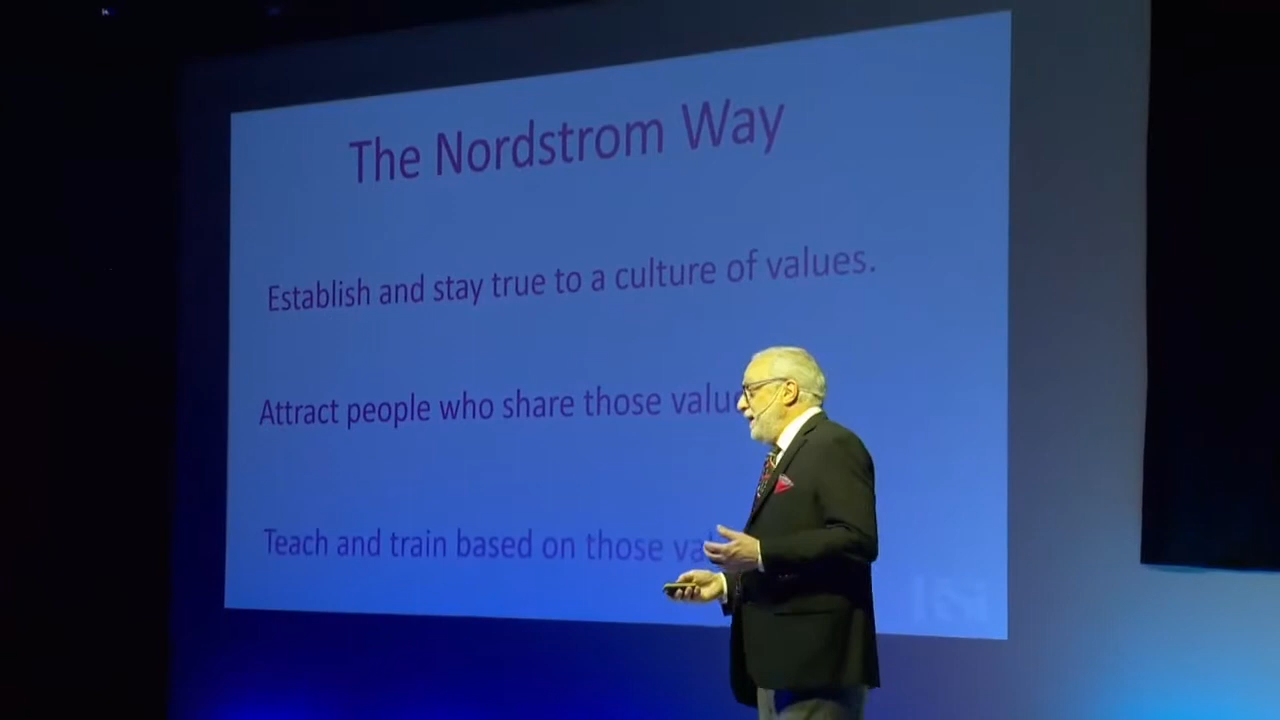 The Nordstrom Way
Establish and stay true to a culture of values.
Attract people who share those
Teach and train based on those